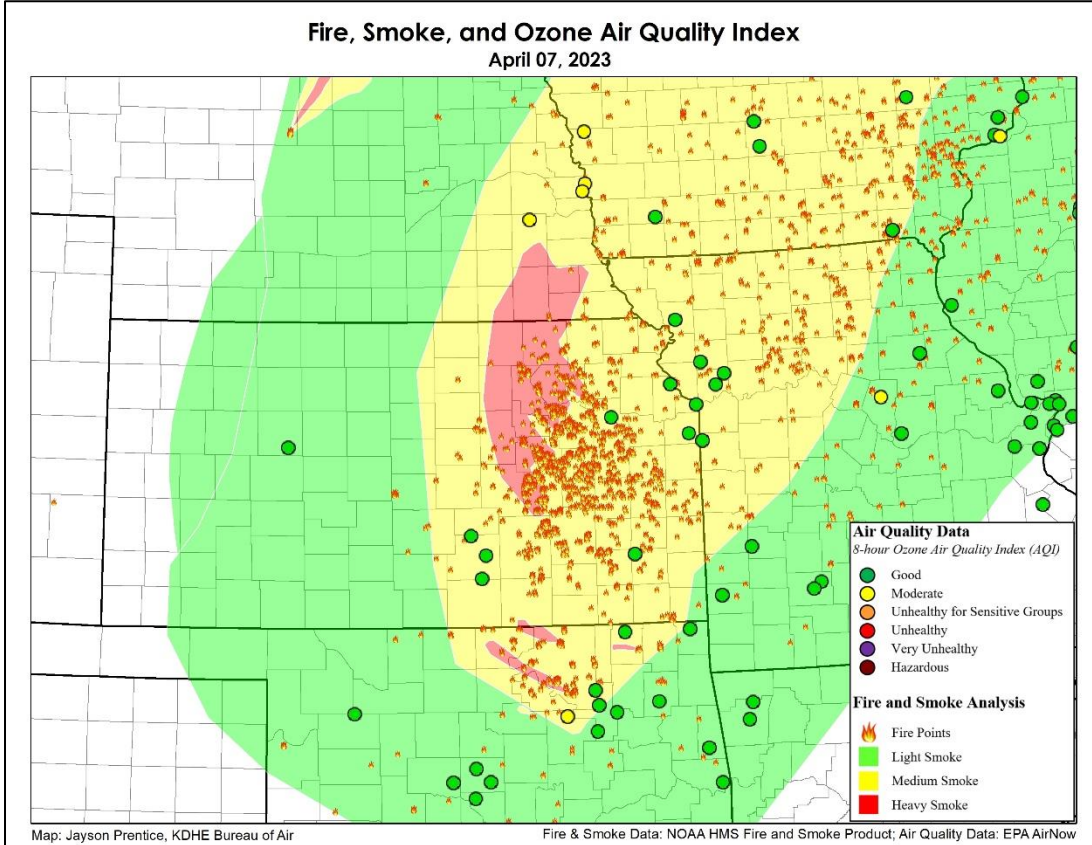 Fire, Smoke, and Ozone Air Quality Index
April 07, 2023
Air Quality Data
8-hour Ozone Air Quality Index (AQI)
Good
Moderate
Unhealthy for Sensitive Groups
Unhealthy
Very Unhealthy
Hazardous
Fire and Smoke Analysis
Fire Points
Light Smoke
Medium Smoke
Heavy Smoke
Map: Jayson Prentice, KDHE Bureau of Air
Fire & Smoke Data: NOAA HMS Fire and Smoke Product; Air Quality Data: EPA AirNow